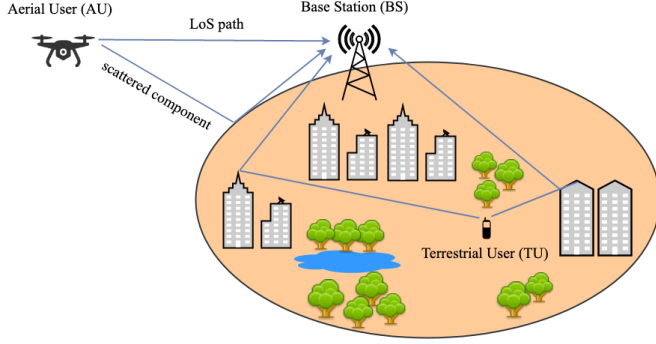 Aerial User (AU)
Base Station (BS)
LoS path
scattered component
Terrestrial User (TU)